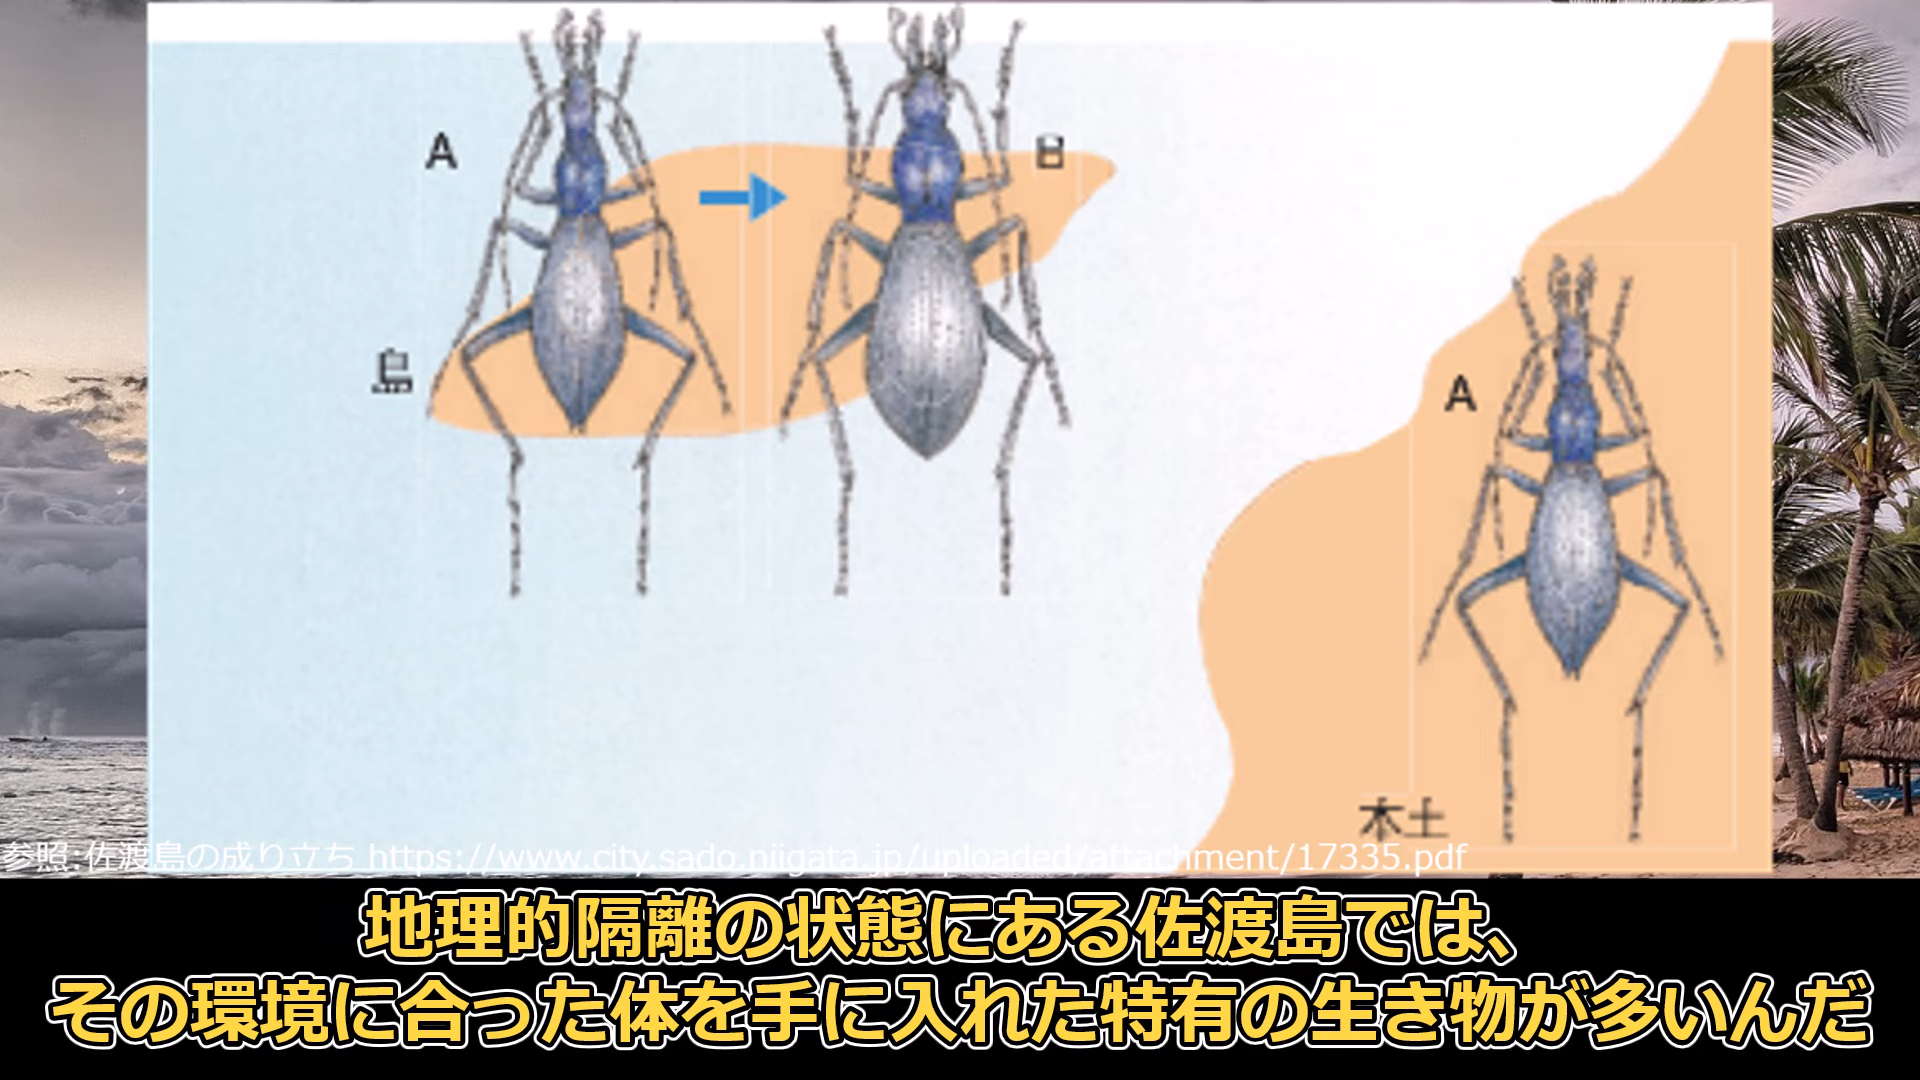 A
B
島
A
本土
参照:佐渡島の成り立ち https://www.city.sado.niigata.jp/uploaded/attachment/17335.pdf
地理的隔離の状態にある佐渡島では、
その環境に合った体を手に入れた特有の生き物が多いんだ